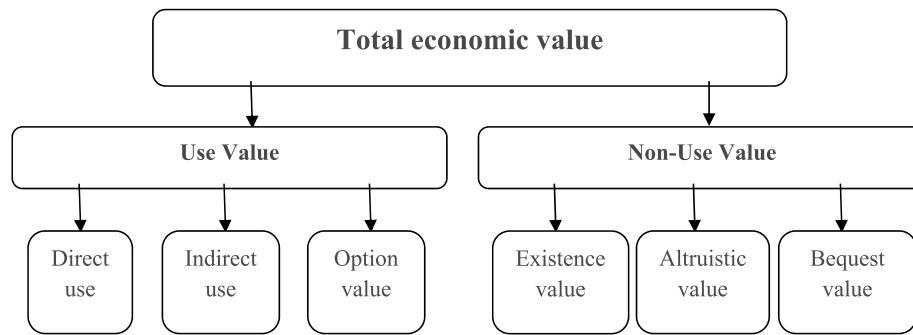 Total economic value
Use Value
Non-Use Value
Direct
use
Indirect
use
Option
value
Existence
value
Altruistic
value
Bequest
value